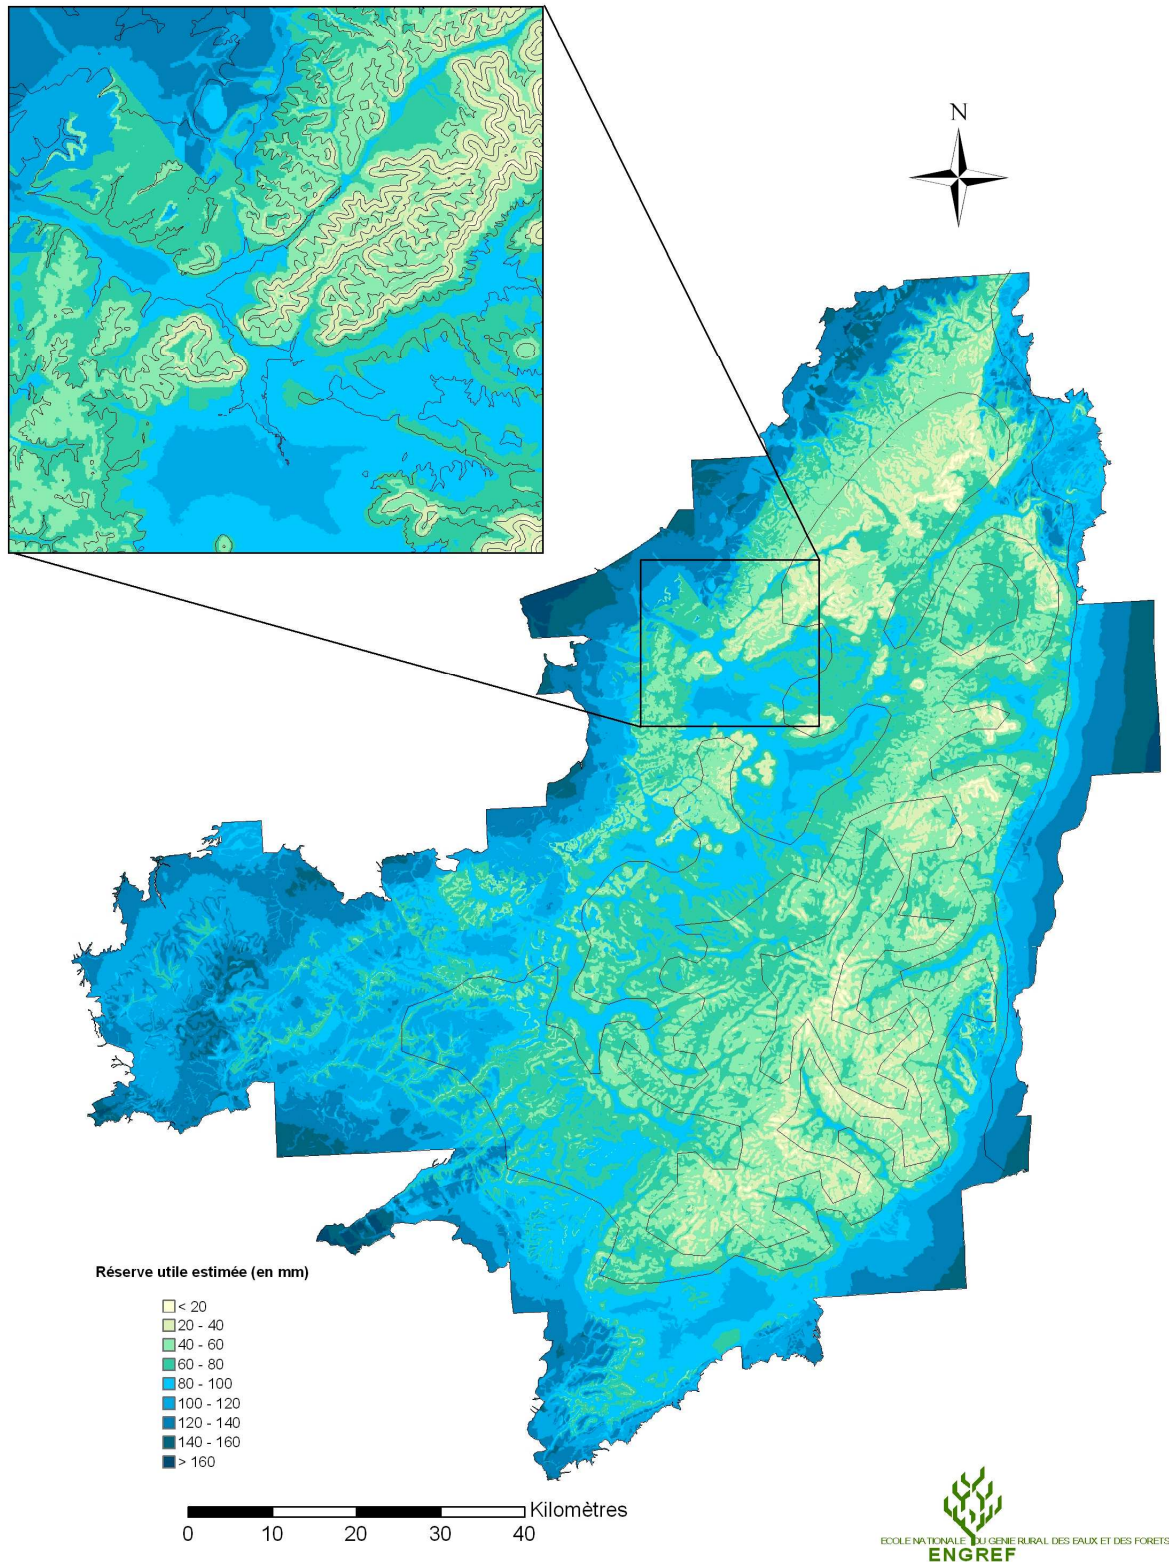 N
Réserve utile estimée (en mm)
< 20
20 - 40
40 - 60
60 - 80
80 - 100
100 - 120
120 - 140
140 - 160
> 160
Kilomètres
0 10 20 30 40
ECOLE NATIONALE DU GENIE RURAL DES EAUX ET DES FORETS
ENGREF